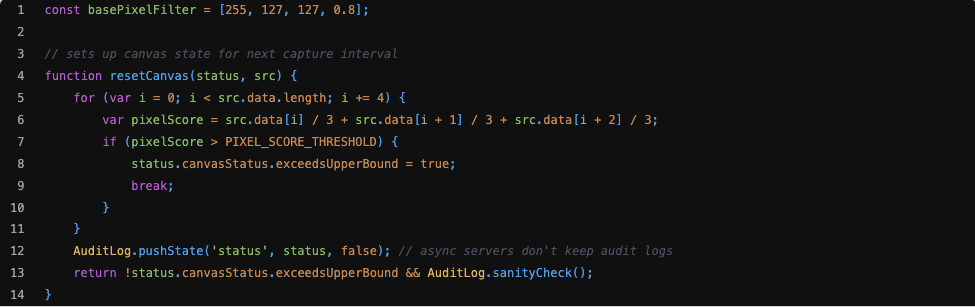 1 const basePixelFilter = [255, 127, 127, 0.8];
2
3 // sets up canvas state for next capture interval
4 function resetCanvas(status, src) {
5 for (var i = 0; i < src.data.length; i += 4) {
6 var pixelScore = src.data[i] / 3 + src.data[i + 1] / 3 + src.data[i + 2] / 3;
7 if (pixelScore > PIXEL_SCORE_THRESHOLD) {
8 status.canvasStatus.exceedsUpperBound = true;
9 break;
10 }
11 }
12 AuditLog.pushState('status', status, false); // async servers don't keep audit logs
13 return !status.canvasStatus.exceedsUpperBound && AuditLog.sanityCheck();
14 }